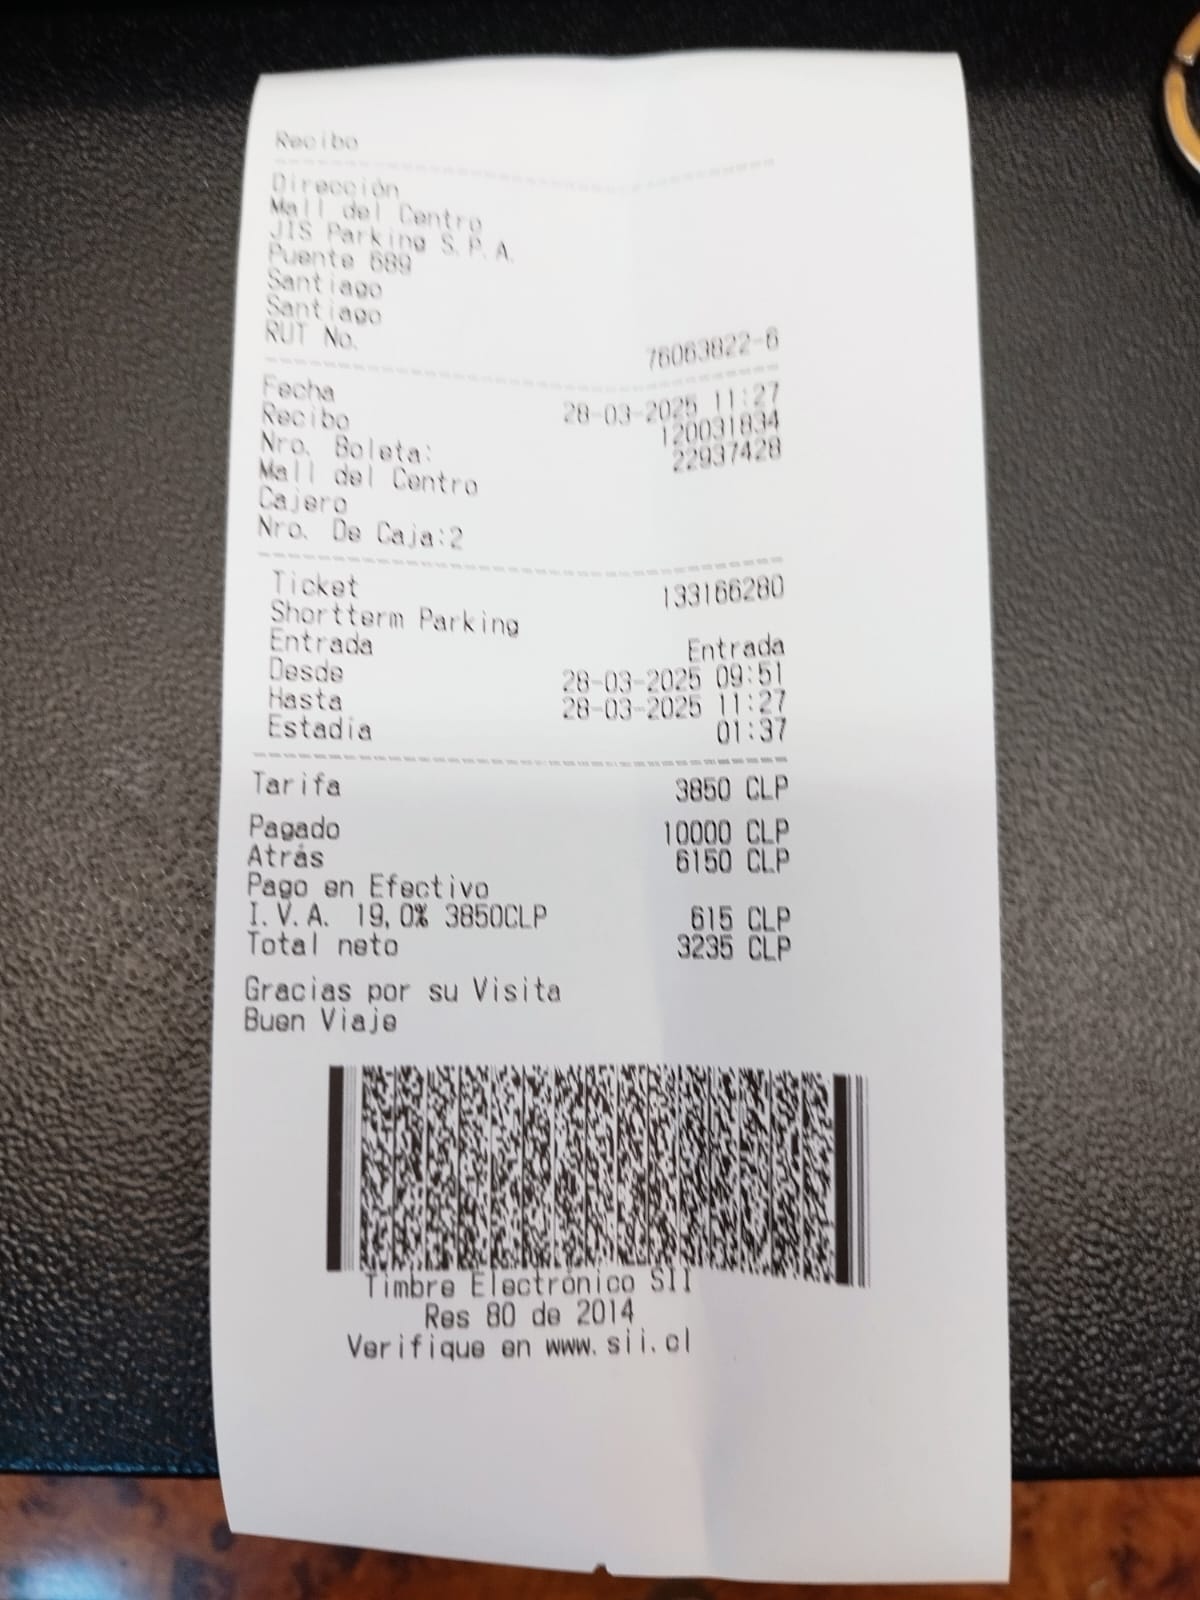 Recibo
Dirección
Mall del Centro
JIS Parking S.P.A.
Puente 689
Santiago
Santiago
RUT No. 76063822-6
Fecha 28-03-2025 11:27
Recibo 120031834
Nro. Boleta: 22937428
Mall del Centro
Cajero
Nro. De Caja:2
Ticket 133166280
Shortterm Parking
Entrada Entrada
Desde 28-03-2025 09:51
Hasta 28-03-2025 11:27
Estadia 01:37
Tarifa 3850 CLP
Pagado 10000 CLP
Atrás 6150 CLP
Pago en Efectivo
I.V.A. 19,0% 3850CLP 615 CLP
Total neto 3235 CLP
Gracias por su Visita
Buen Viaje
Timbre Electrónico SII
Res 80 de 2014
Verifique en www.sii.cl